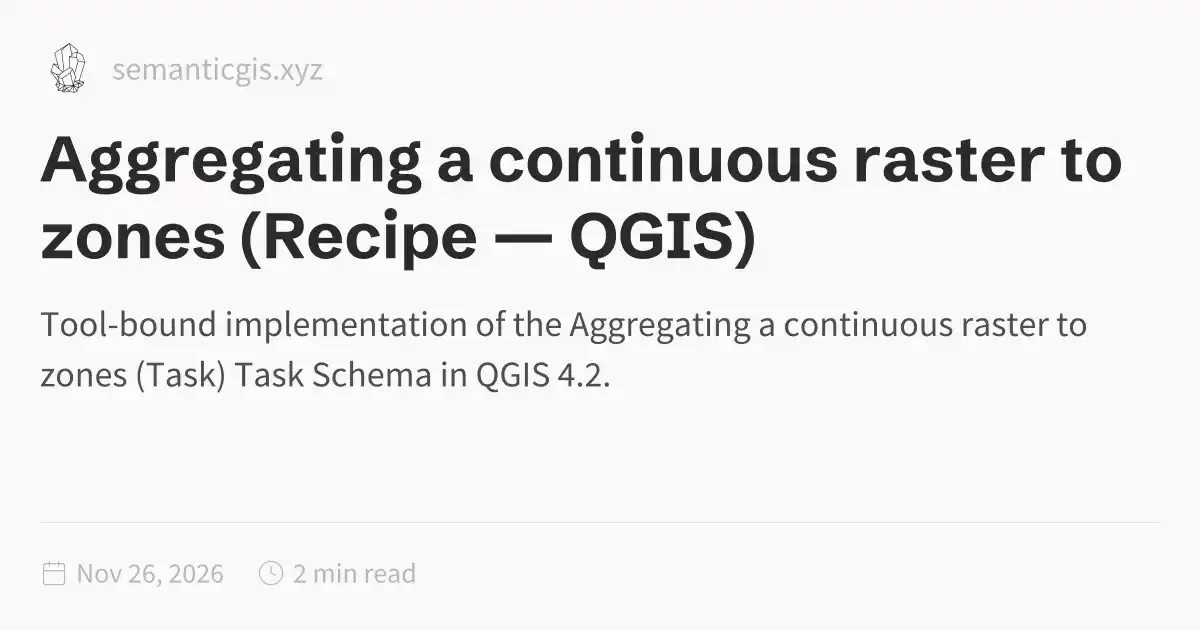 semanticgis.xyz
Aggregating a continuous raster to
zones (Recipe — QGIS)
Tool-bound implementation of the Aggregating a continuous raster to
zones (Task) Task Schema in QGIS 4.2.
Nov 26, 2026 2 min read